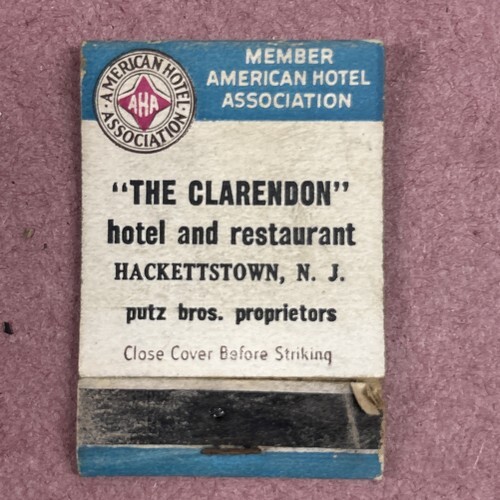 AMERICAN HOTEL
ASSOCIATION
AHA
MEMBER
AMERICAN HOTEL
ASSOCIATION
"THE CLARENDON"
hotel and restaurant
HACKETTSTOWN, N. J.
putz bros. proprietors
Close Cover Before Striking